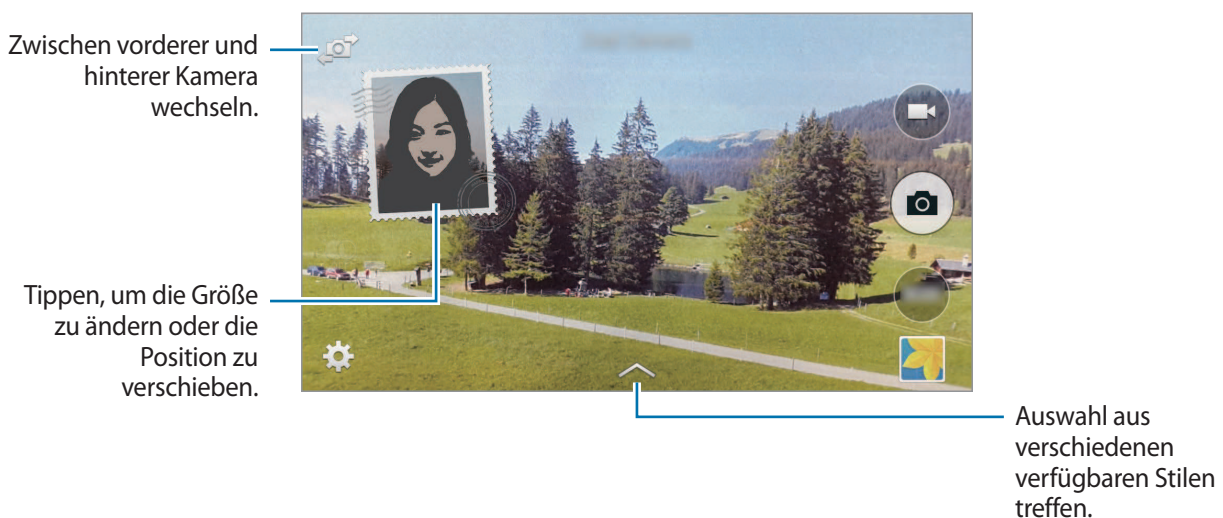 Zwischen vorderer und
hinterer Kamera
wechseln.
Tippen, um die Größe
zu ändern oder die
Position zu
verschieben.
Auswahl aus
verschiedenen
verfügbaren Stilen
treffen.